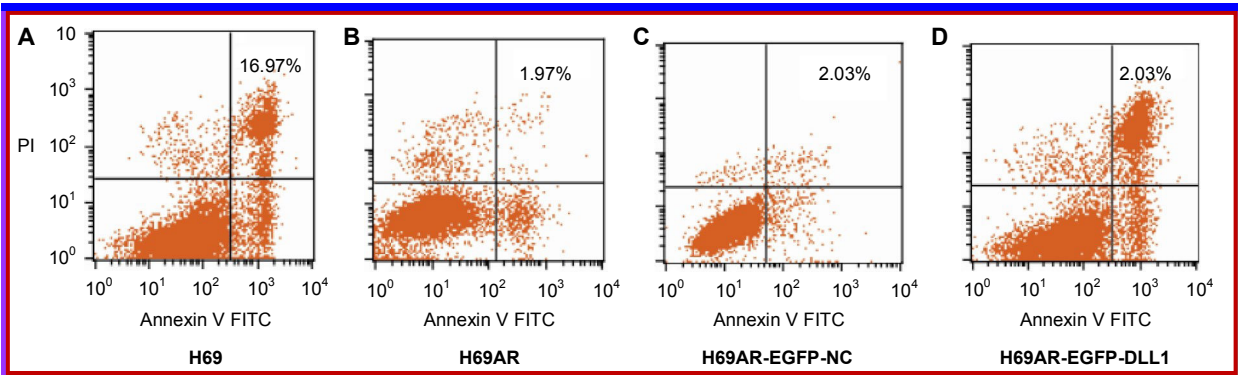 A
B
C
D
16.97%
1.97%
2.03%
2.03%
PI
10
10³
10²
10¹
10⁰
10⁰ 10¹ 10² 10³ 10⁴
10⁰ 10¹ 10² 10³ 10⁴
10⁰ 10¹ 10² 10³ 10⁴
10⁰ 10¹ 10² 10³ 10⁴
Annexin V FITC
Annexin V FITC
Annexin V FITC
Annexin V FITC
H69
H69AR
H69AR-EGFP-NC
H69AR-EGFP-DLL1